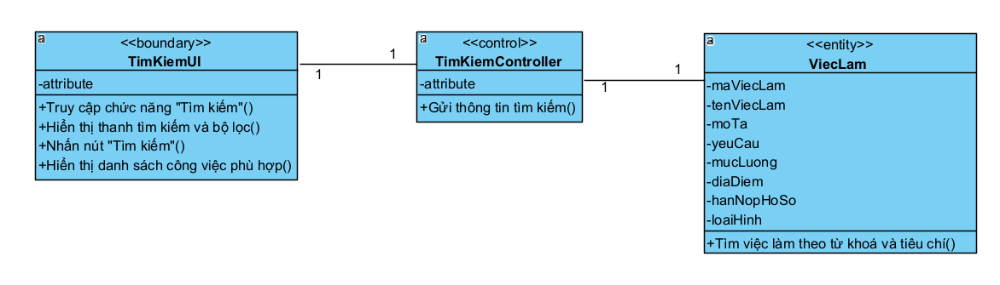 a
<<boundary>>
TimKiemUI
-attribute
+Truy cập chức năng "Tìm kiếm"()
+Hiển thị thanh tìm kiếm và bộ lọc()
+Nhấn nút "Tìm kiếm"()
+Hiển thị danh sách công việc phù hợp()
1
1
a
<<control>>
TimKiemController
-attribute
+Gửi thông tin tìm kiếm()
1
1
a
<<entity>>
ViecLam
-maViecLam
-tenViecLam
-moTa
-yeuCau
-mucLuong
-diaDiem
-hanNopHoSo
-loaiHinh
+Tìm việc làm theo từ khoá và tiêu chí()